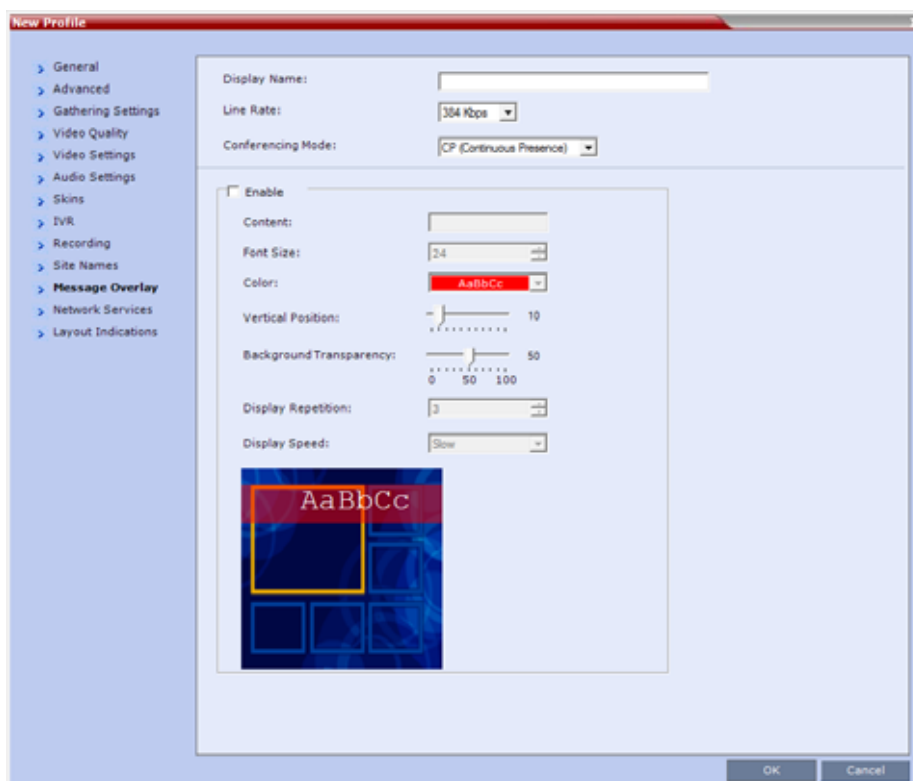 New Profile
General
Advanced
Gathering Settings
Video Quality
Video Settings
Audio Settings
Skins
IVR
Recording
Site Names
Message Overlay
Network Services
Layout Indications
Display Name:
Line Rate: 384 Kbps
Conferencing Mode: CP (Continuous Presence)
Enable
Content:
Font Size: 24
Color: AaBbCc
Vertical Position: 10
Background Transparency: 50
0 50 100
Display Repetition: 3
Display Speed: Slow
AaBbCc
OK Cancel